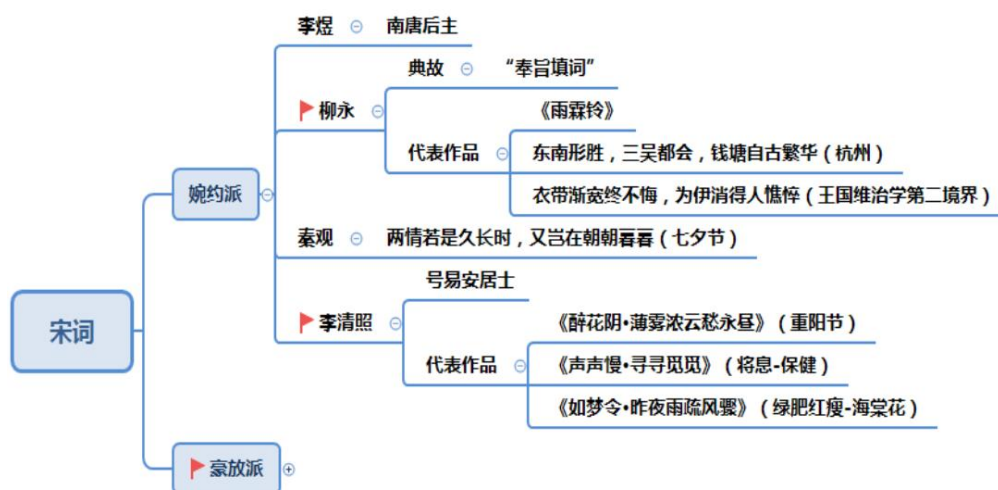 李煜
南唐后主
典故
“奉旨填词”
柳永
《雨霖铃》
代表作品
东南形胜，三吴都会，钱塘自古繁华（杭州）
衣带渐宽终不悔，为伊消得人憔悴（王国维治学第二境界）
婉约派
秦观
两情若是久长时，又岂在朝朝暮暮（七夕节）
号易安居士
李清照
《醉花阴•薄雾浓云愁永昼》（重阳节）
代表作品
《声声慢•寻寻觅觅》（将息-保健）
《如梦令•昨夜雨疏风骤》（绿肥红瘦-海棠花）
宋词
豪放派